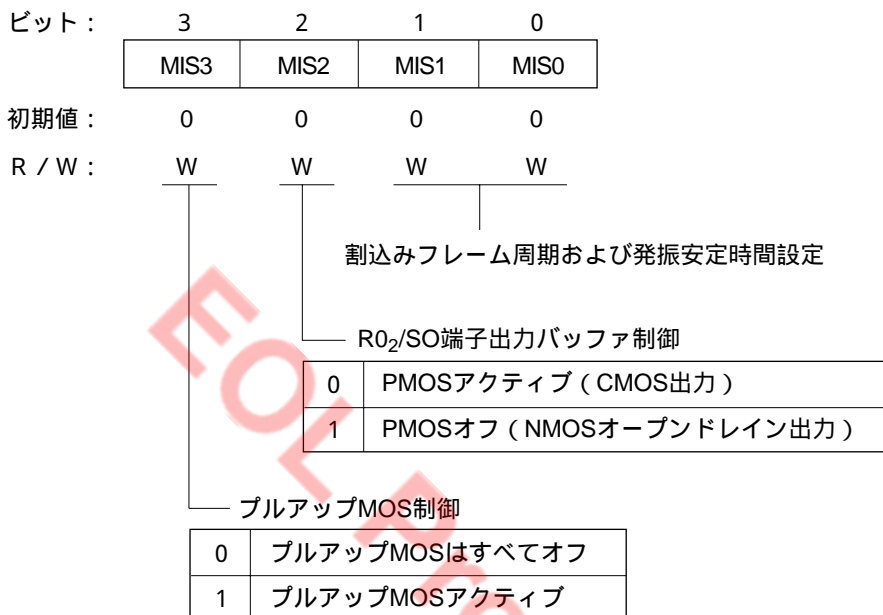 ビット： 3 2 1 0
MIS3 MIS2 MIS1 MIS0
初期値： 0 0 0 0
R／W： W W W W
割込みフレーム周期および発振安定時間設定
R0₂/SO端子出力バッファ制御
0 PMOSアクティブ（CMOS出力）
1 PMOSオフ（NMOSオープンドレイン出力）
プルアップMOS制御
0 プルアップMOSはすべてオフ
1 プルアップMOSアクティブ
EOL Pro